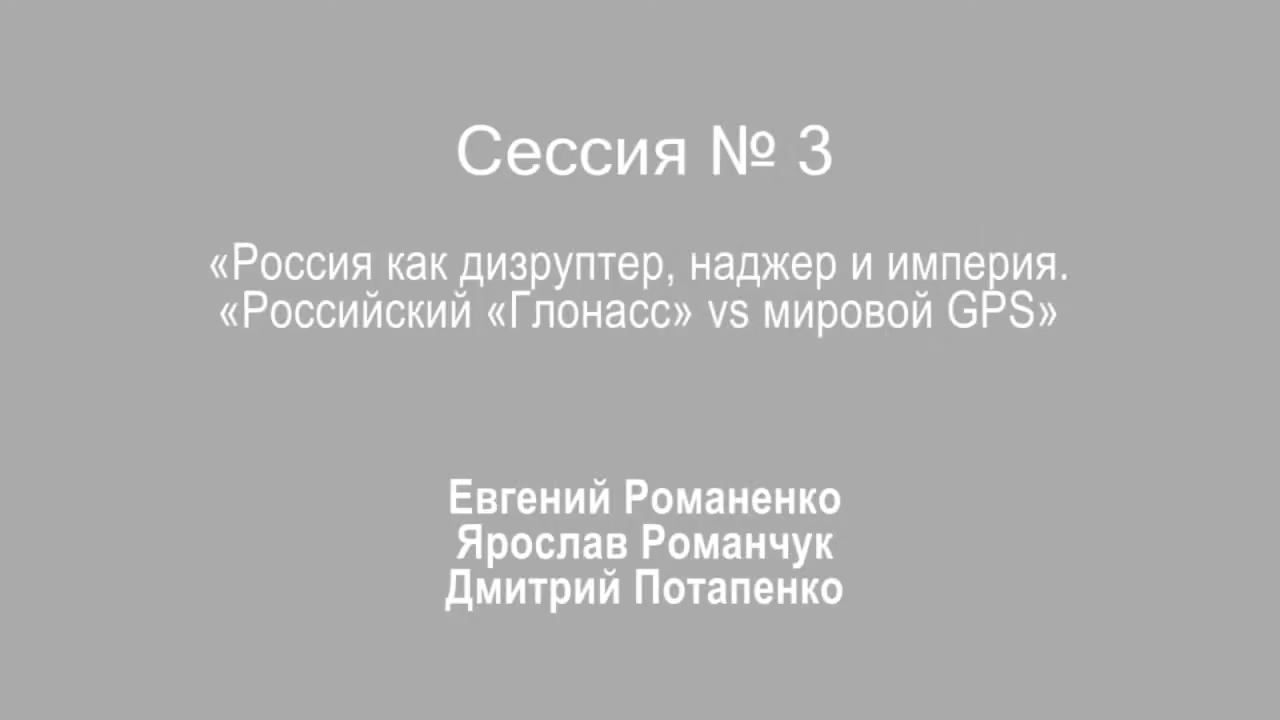 Сессия № 3
«Россия как дизруптер, наджер и империя.
«Российский «Глонасс» vs мировой GPS»
Евгений Романенко
Ярослав Романчук
Дмитрий Потапенко